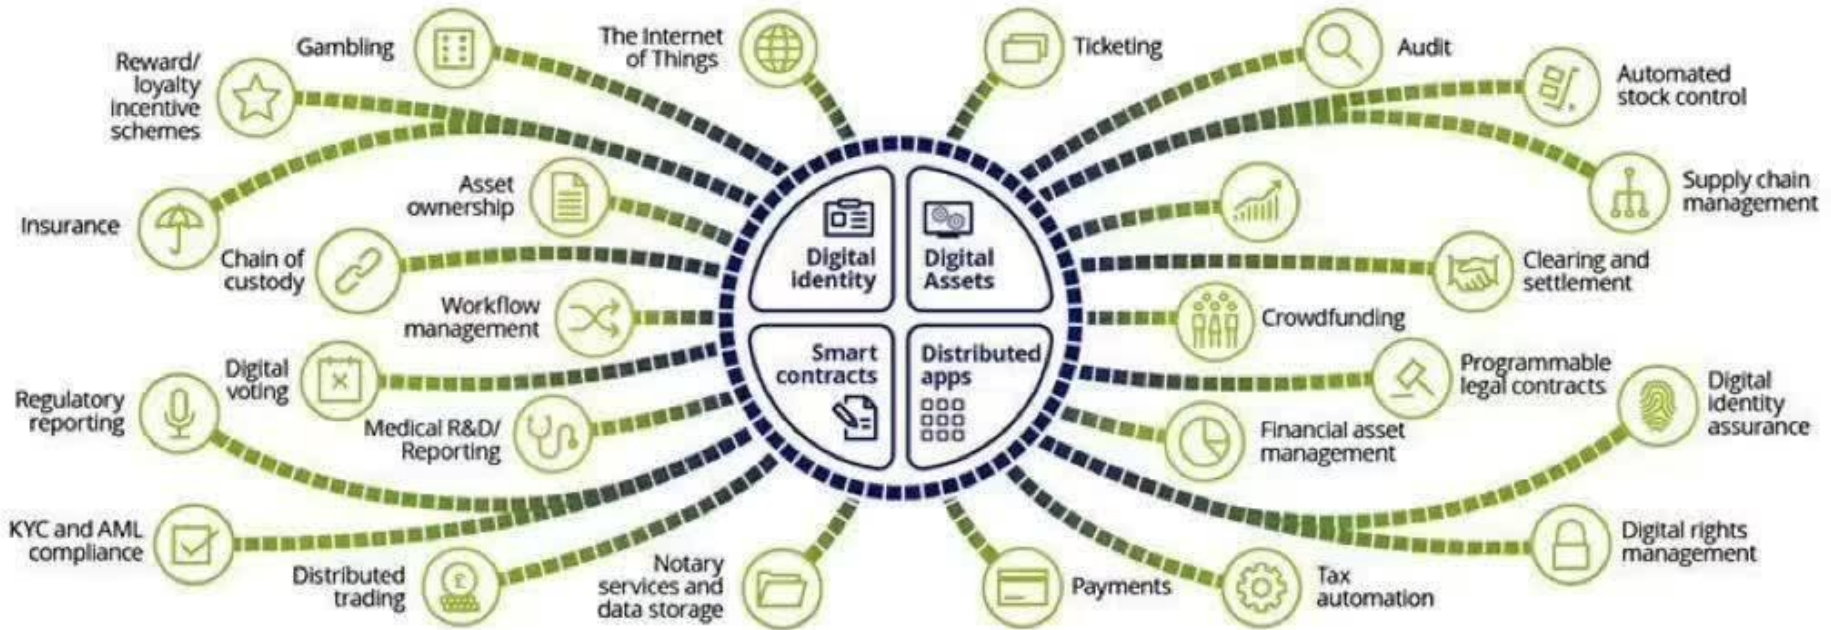 Gambling
The Internet
of Things
Ticketing
Audit
Reward/
loyalty
incentive
schemes
Automated
stock control
Asset
ownership
Supply chain
management
Insurance
Chain of
custody
Digital
identity
Digital
Assets
Clearing and
settlement
Workflow
management
Crowdfunding
Smart
contracts
Distributed
apps
Digital
voting
Programmable
legal contracts
Regulatory
reporting
Digital
identity
assurance
Medical R&D/
Reporting
Financial asset
management
KYC and AML
compliance
Digital rights
management
Distributed
trading
£
Notary
services and
data storage
Payments
Tax
automation